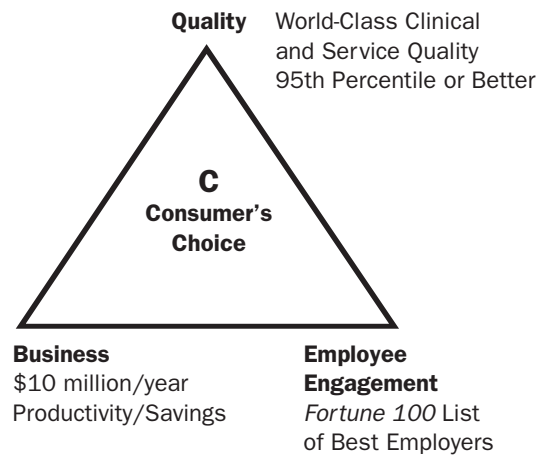 Quality
World-Class Clinical
and Service Quality
95th Percentile or Better
C
Consumer’s
Choice
Business
$10 million/year
Productivity/Savings
Employee
Engagement
Fortune 100 List
of Best Employers